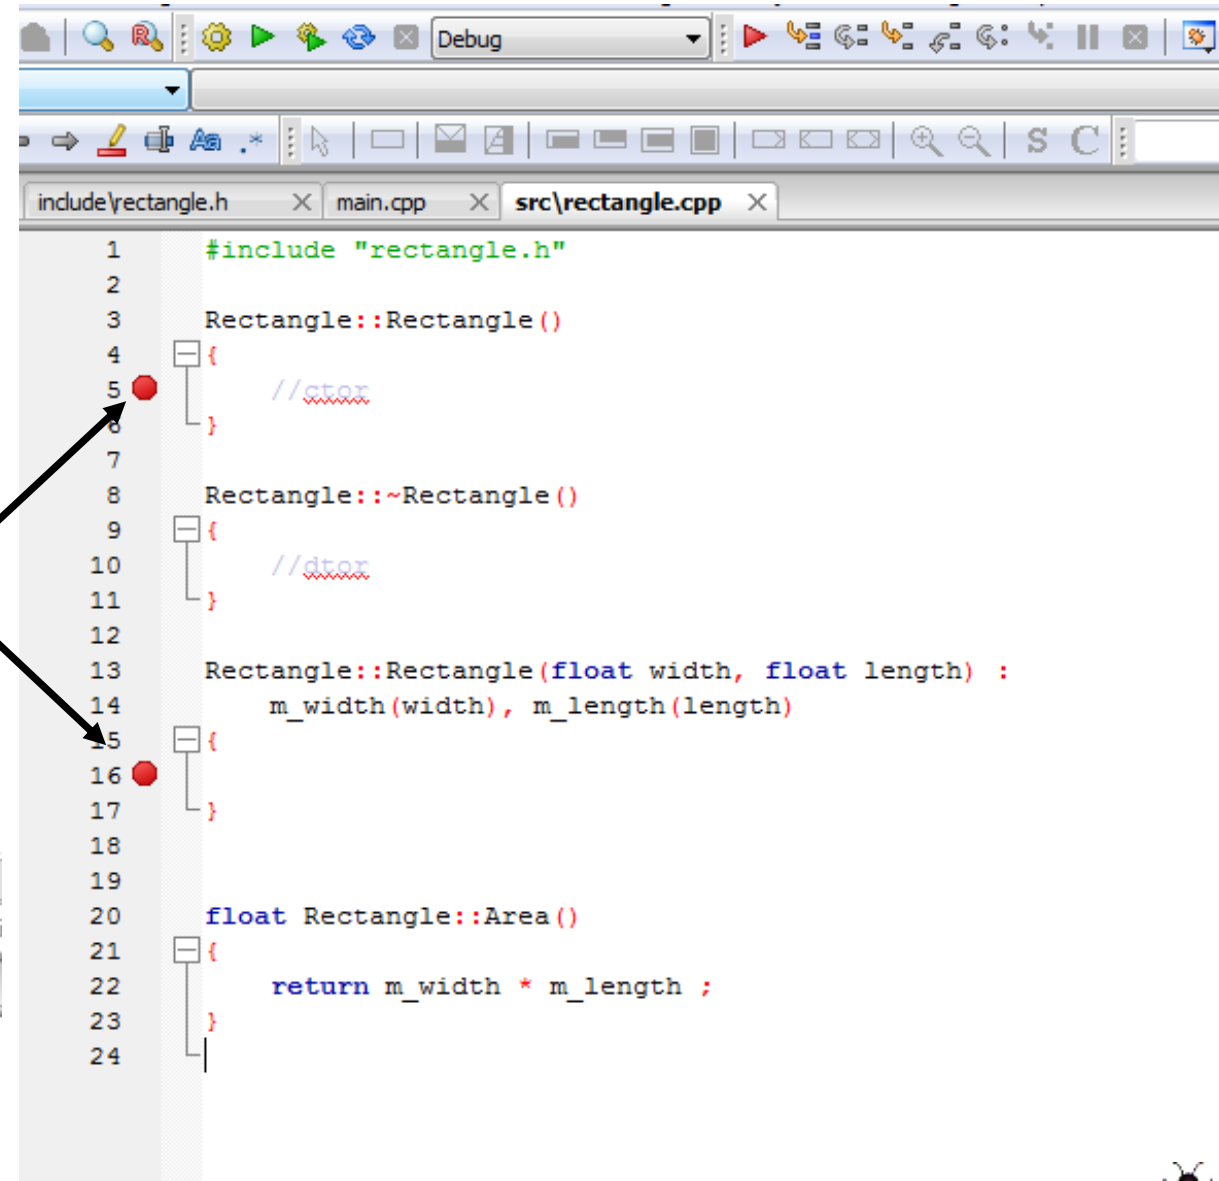 Debug
Aa .*
S C
include\rectangle.h main.cpp src\rectangle.cpp
1 #include "rectangle.h"
2
3 Rectangle::Rectangle()
4 {
5 //ctor
6 }
7
8 Rectangle::~Rectangle()
9 {
10 //dtor
11 }
12
13 Rectangle::Rectangle(float width, float length) :
14 m_width(width), m_length(length)
15 {
16
17 }
18
19
20 float Rectangle::Area()
21 {
22 return m_width * m_length ;
23 }
24